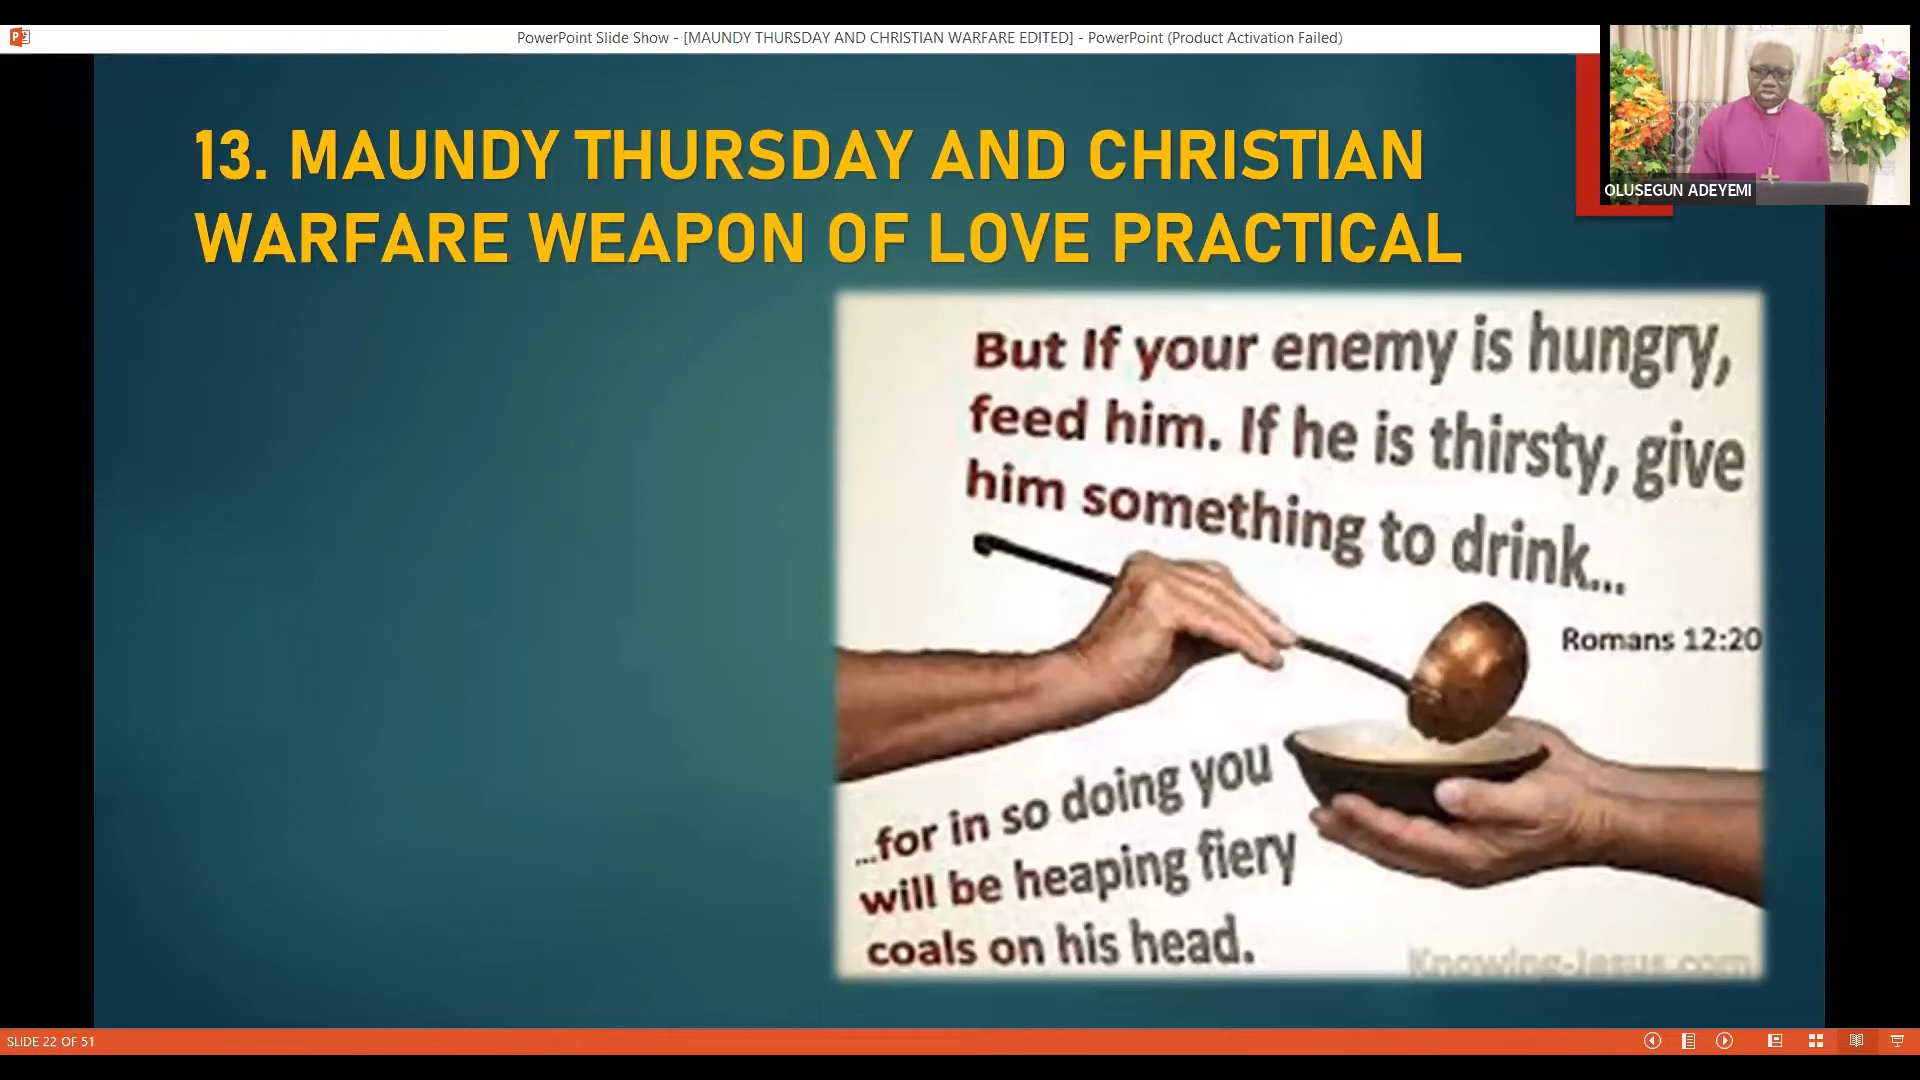 PowerPoint Slide Show - [MAUNDY THURSDAY AND CHRISTIAN WARFARE EDITED] - PowerPoint (Product Activation Failed)
OLUSEGUN ADEYEMI
13. MAUNDY THURSDAY AND CHRISTIAN
WARFARE WEAPON OF LOVE PRACTICAL
But If your enemy is hungry,
feed him. If he is thirsty, give
him something to drink...
Romans 12:20
...for in so doing you
will be heaping fiery
coals on his head.
Knowing-Jesus.com
SLIDE 22 OF 51